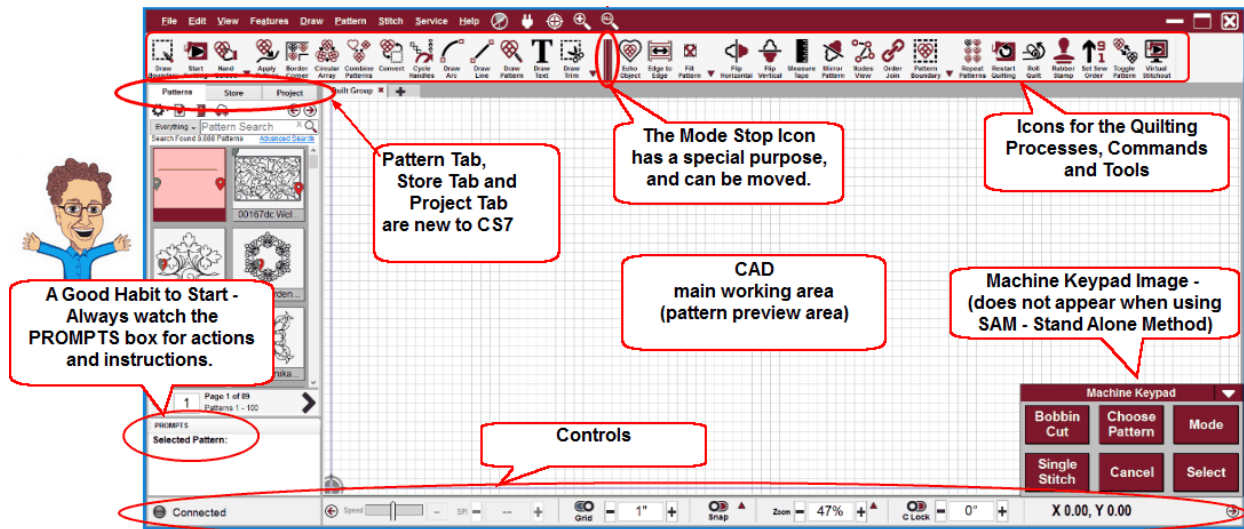 File Edit View Features Draw Pattern Stitch Service Help
Draw Boundary Start Quilting Hand Guided Apply Pattern Border Corner Circular Array Combine Patterns Convert Cycle Handles Draw Arc Draw Line Draw Pattern Draw Text Draw Trim Echo Object Edge to Edge Fill Pattern Flip Horizontal Flip Vertical Measure Tape Mirror Pattern Nodes View Order Join Pattern Boundary Repeat Patterns Restart Quilting Roll Quilt Rubber Stamp Set Sew Order Toggle Pattern Virtual Stitchout
Patterns Store Project
Quilt Group
Everything Pattern Search
Search Found 8,888 Patterns Advanced Search
00167dc Wel...
Pattern Tab,
Store Tab and
Project Tab
are new to CS7
The Mode Stop Icon
has a special purpose,
and can be moved.
Icons for the Quilting
Processes, Commands
and Tools
A Good Habit to Start -
Always watch the
PROMPTS box for actions
and instructions.
CAD
main working area
(pattern preview area)
Machine Keypad Image -
(does not appear when using
SAM - Stand Alone Method)
1 Page 1 of 89
Patterns 1 - 100
PROMPTS
Selected Pattern:
Controls
Machine Keypad
Bobbin Cut
Choose Pattern
Mode
Single Stitch
Cancel
Select
Connected
Speed
SPI --
Grid 1"
Snap
Zoom 47%
C Lock 0°
X 0.00, Y 0.00